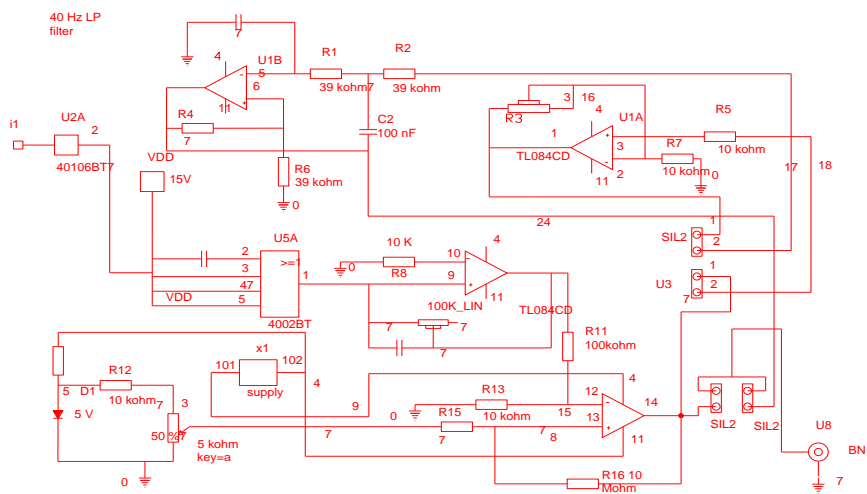 40 Hz LP
filter
7
4
U1B
5
6
11
R1
39 kohm7
R2
39 kohm
R4
7
C2
100 nF
R6
39 kohm
0
i1
U2A
2
40106BT7
VDD
15V
3 16
R3
4
U1A
1
3
TL084CD
2
11
R5
10 kohm
R7
10 kohm
0
17
18
24
SIL2
1
2
U3
1
2
7
U5A
2
3
47
5
>=1
1
VDD
4002BT
10 K
0
R8
10
9
4
11
100K_LIN
TL084CD
7
7
7
R11
100kohm
x1
101
102
supply
4
9
5 D1
5 V
R12
10 kohm
7
3
50 %7
5 kohm
key=a
0
7
0
R13
10 kohm
15
R15
7
7
8
12
13
4
14
11
R16 10
Mohm
SIL2
SIL2
U8
BN
7